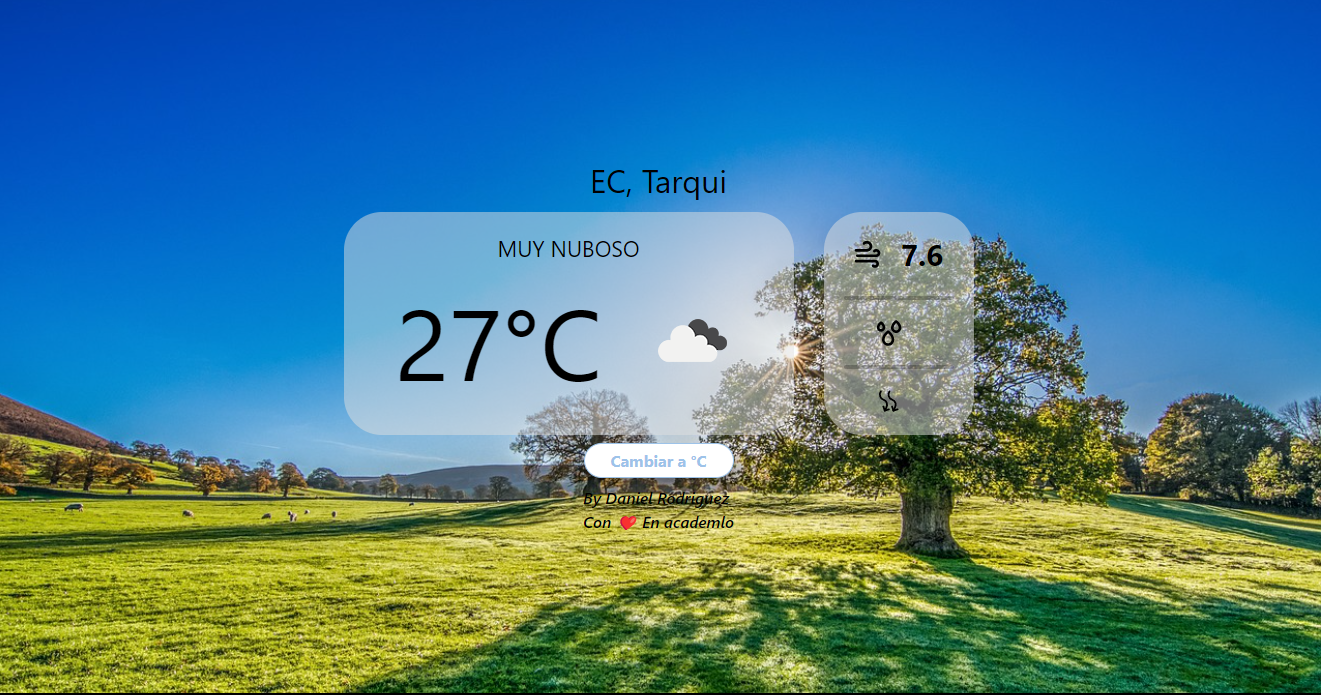 EC, Tarqui
MUY NUBOSO
27°C
7.6
Cambiar a °C
By Daniel Rodriguez
Con ❤️ En academlo